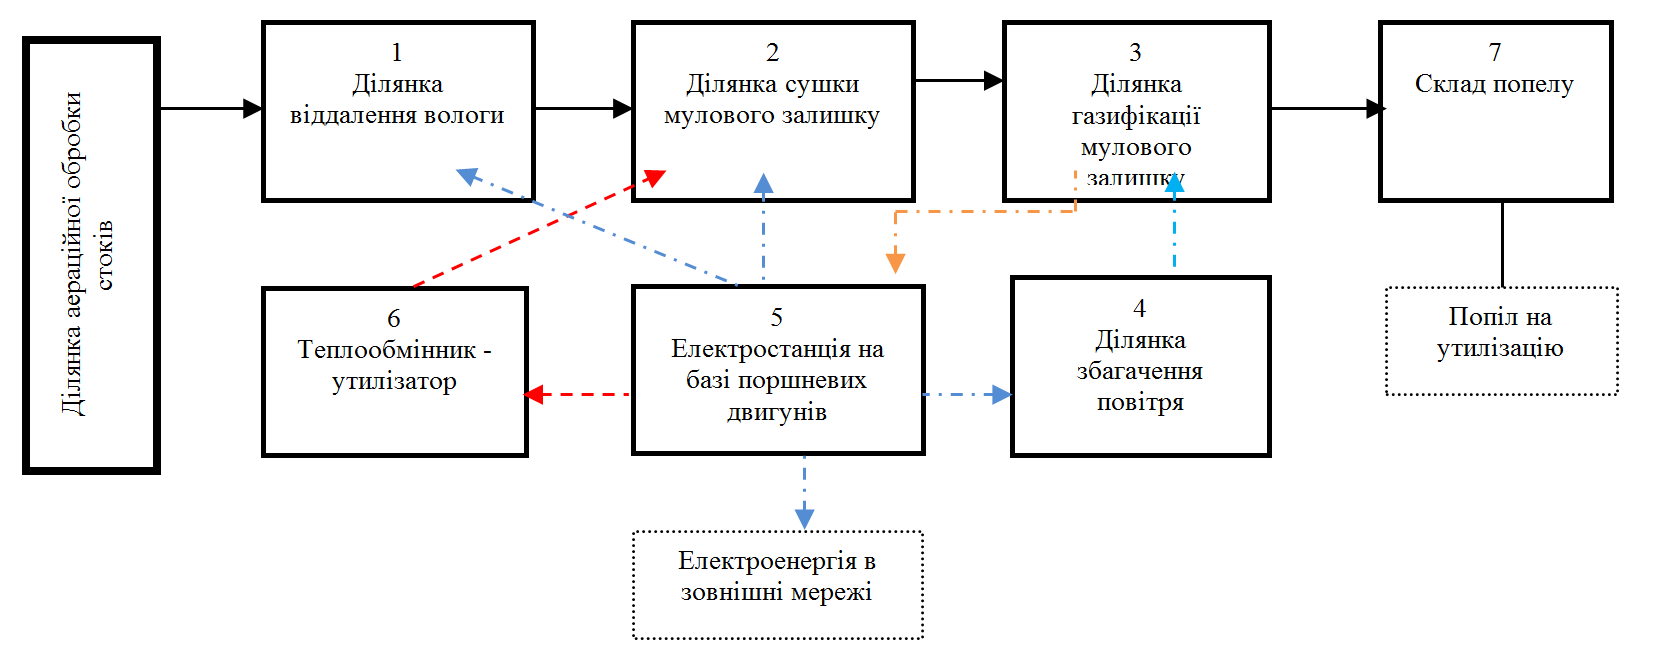 Ділянка аераційної обробки
стоків
1
Ділянка
віддалення вологи
2
Ділянка сушки
мулового залишку
3
Ділянка
газифікації
мулового
залишку
7
Склад попелу
6
Теплообмінник -
утилізатор
5
Електростанція на
базі поршневих
двигунів
4
Ділянка
збагачення
повітря
Попіл на
утилізацію
Електроенергія в
зовнішні мережі